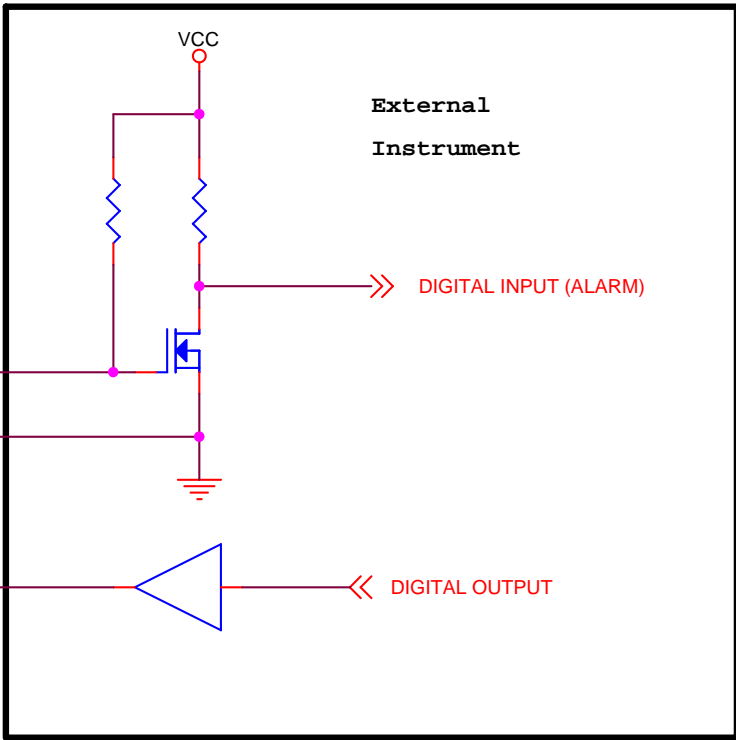 VCC
External
Instrument
DIGITAL INPUT (ALARM)
DIGITAL OUTPUT